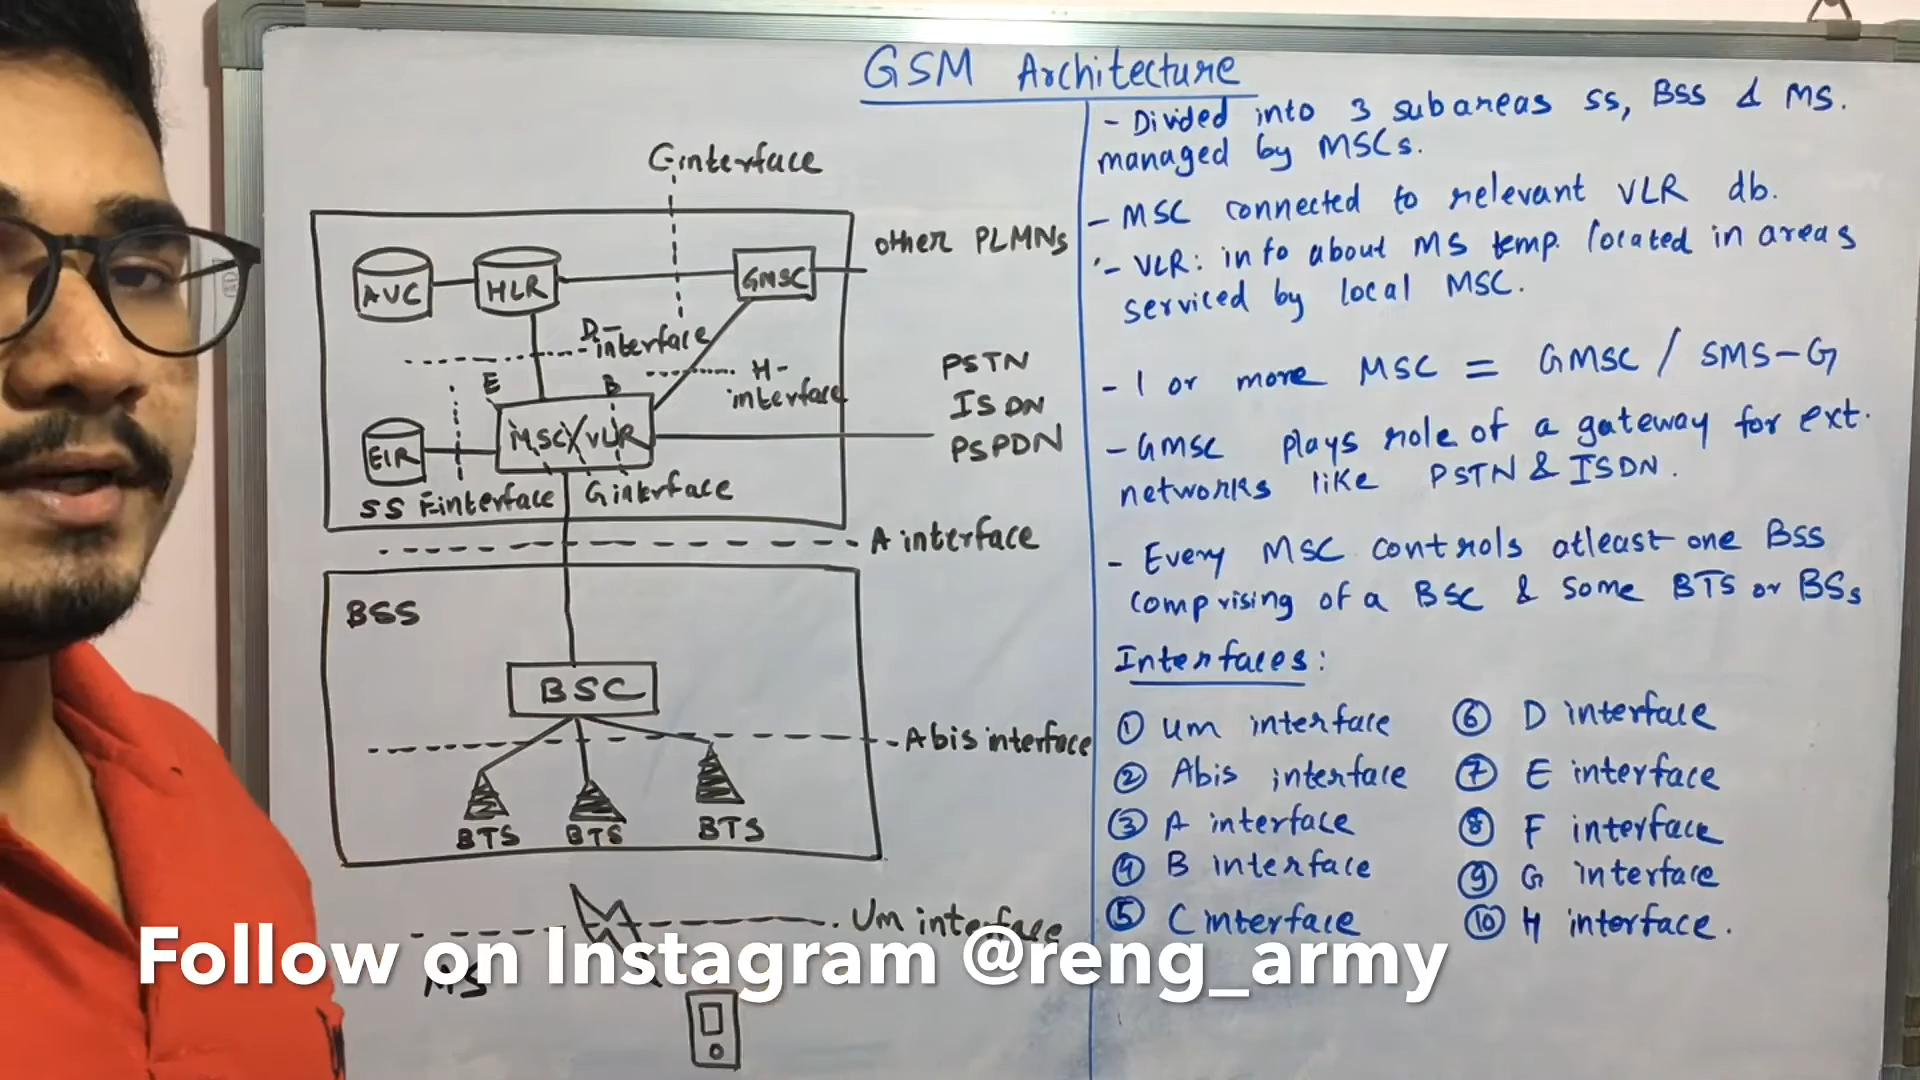 GSM Architecture
C interface
other PLMNs
AVC
HLR
GMSC
D-
interface
H-
interface
PSTN
ISDN
PSPDN
E
B
MSC/VLR
EIR
SS
F interface
G interface
A interface
BSS
BSC
Abis interface
BTS
BTS
BTS
Um interface
MS
- Divided into 3 subareas SS, BSS & MS.
managed by MSCs.
- MSC connected to relevant VLR db.
- VLR: info about MS temp. located in areas
serviced by local MSC.
- 1 or more MSC = GMSC / SMS-G
- GMSC plays role of a gateway for ext.
networks like PSTN & ISDN.
- Every MSC controls atleast one BSS
comprising of a BSC & some BTS or BSs
Interfaces:
① Um interface
② Abis interface
③ A interface
④ B interface
⑤ C interface
⑥ D interface
⑦ E interface
⑧ F interface
⑨ G interface
⑩ H interface.
Follow on Instagram @reng_army